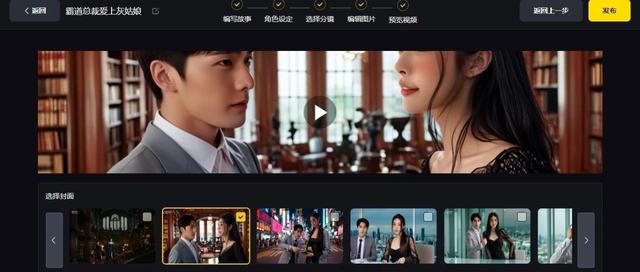 返回
霸道总裁爱上灰姑娘
编写故事
角色设定
选择分镜
编辑图片
预览视频
返回上一步
发布
选择封面